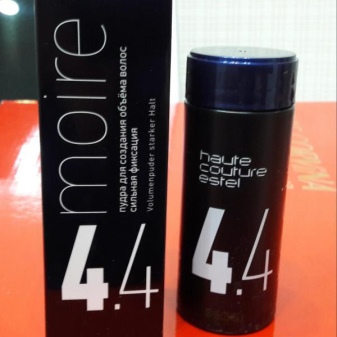 moire
пудра для создания объёма волос
сильная фиксация
Volumenpuder starker Halt
4.4
haute
couture
estel
4.4